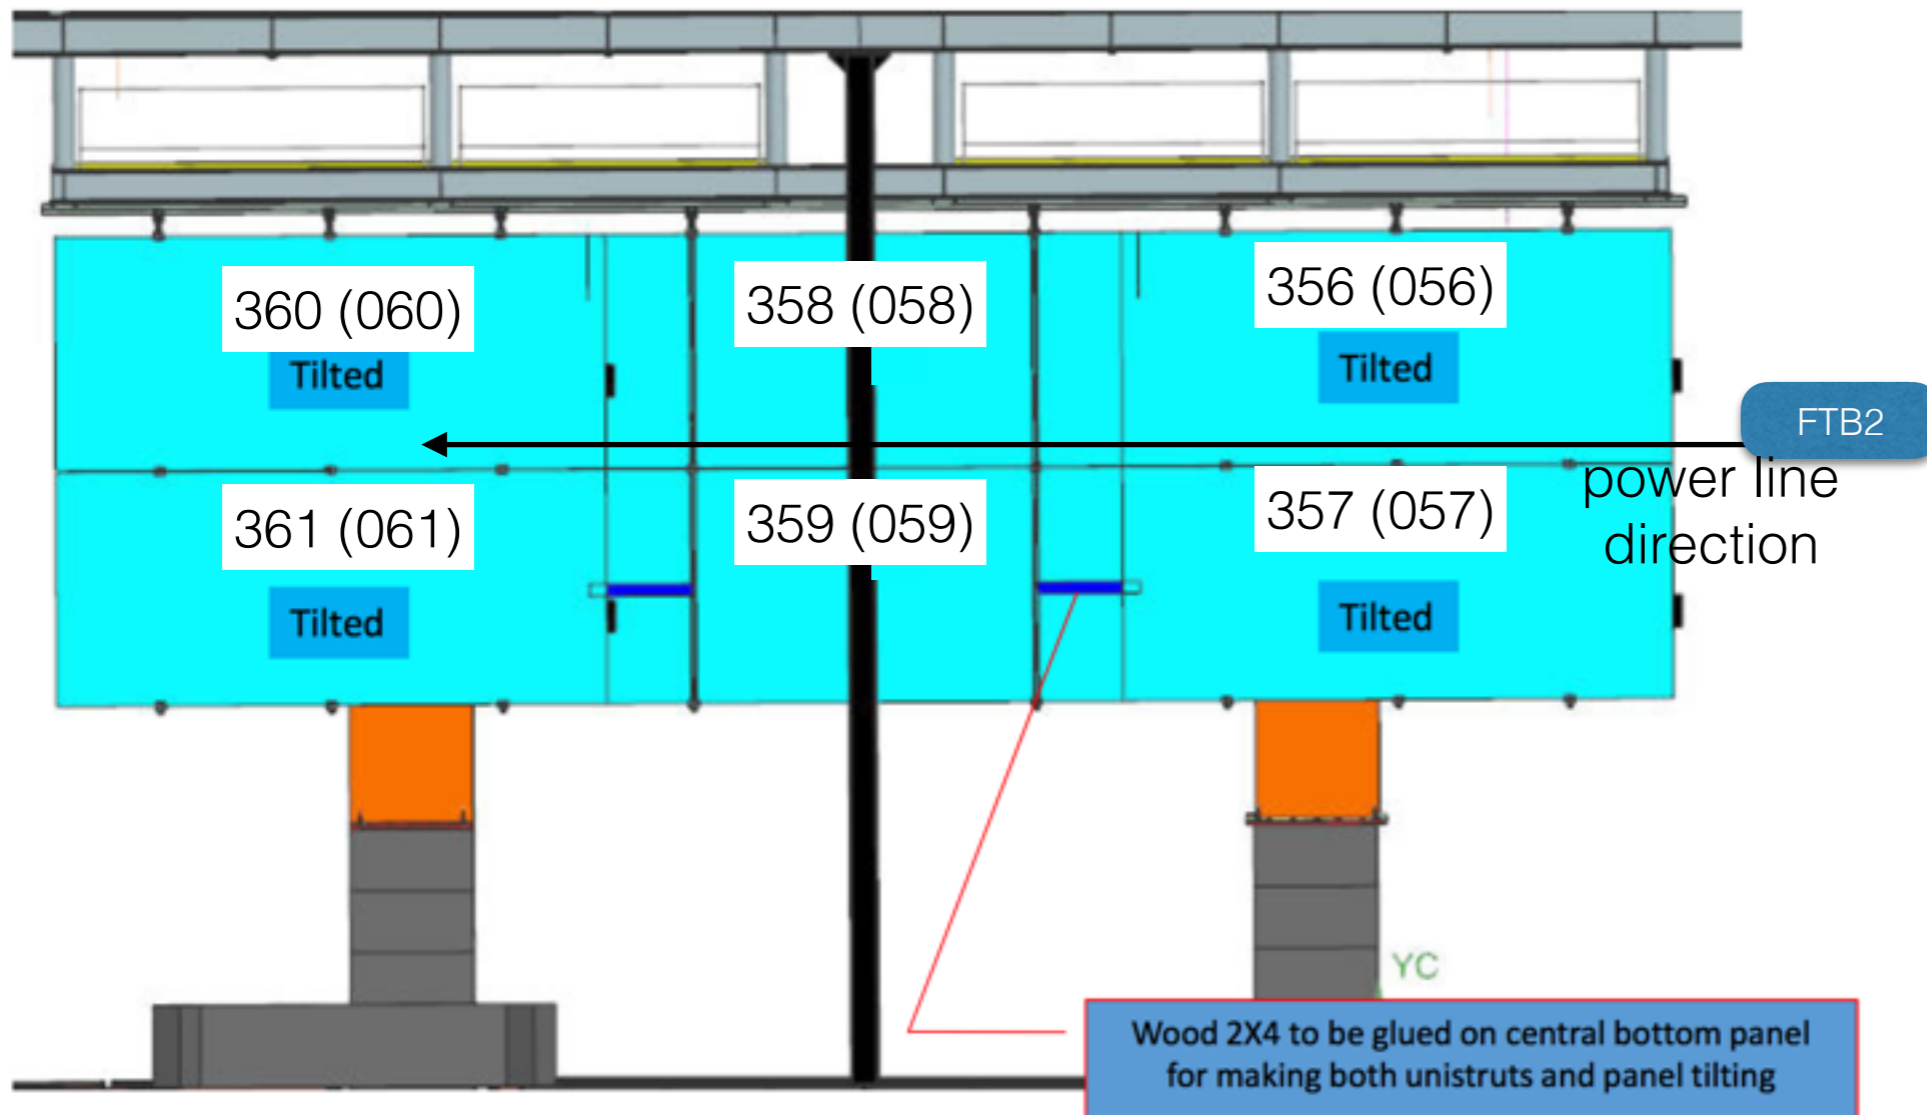 360 (060)
Tilted
358 (058)
356 (056)
Tilted
FTB2
power line
direction
361 (061)
Tilted
359 (059)
357 (057)
Tilted
YC
Wood 2X4 to be glued on central bottom panel
for making both unistruts and panel tilting